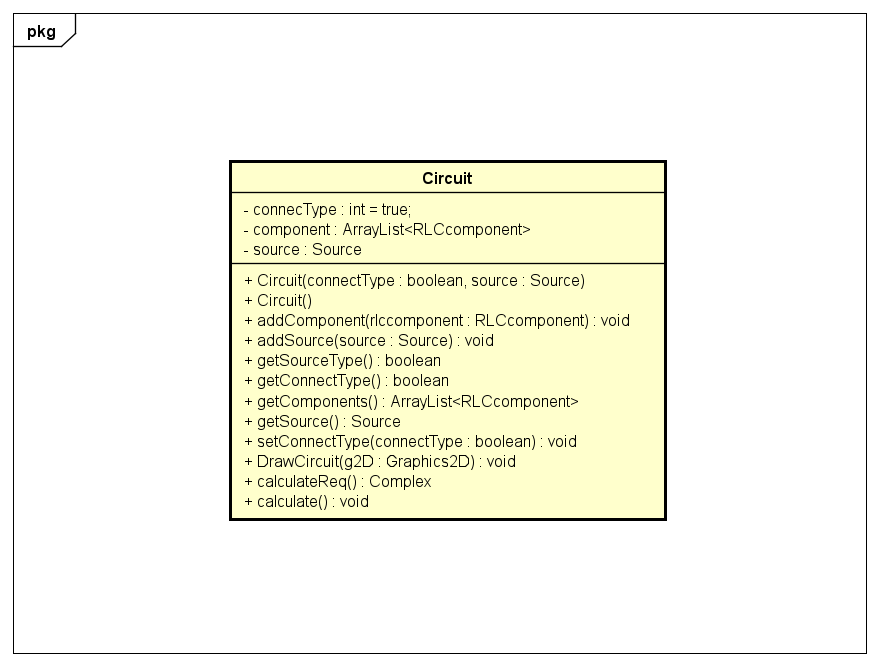 pkg
Circuit
- connecType : int = true;
- component : ArrayList<RLCcomponent>
- source : Source
+ Circuit(connectType : boolean, source : Source)
+ Circuit()
+ addComponent(rlccomponent : RLCcomponent) : void
+ addSource(source : Source) : void
+ getSourceType() : boolean
+ getConnectType() : boolean
+ getComponents() : ArrayList<RLCcomponent>
+ getSource() : Source
+ setConnectType(connectType : boolean) : void
+ DrawCircuit(g2D : Graphics2D) : void
+ calculateReq() : Complex
+ calculate() : void